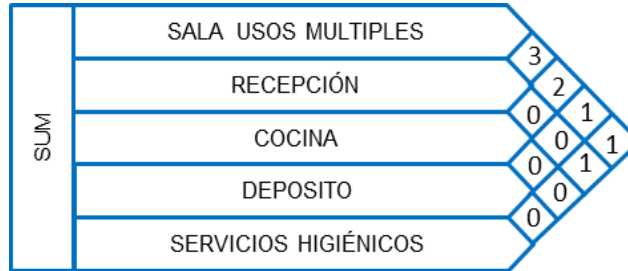 SUM
SALA USOS MULTIPLES
RECEPCIÓN
COCINA
DEPOSITO
SERVICIOS HIGIÉNICOS
3
2
0
1
0
1
0
1
0
0